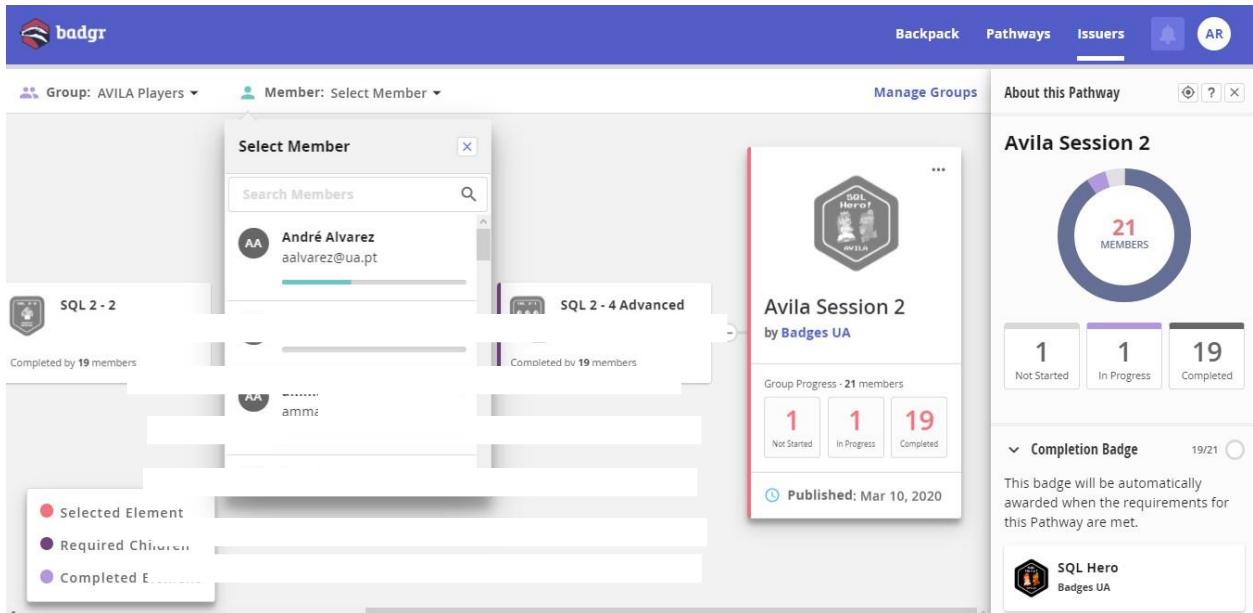 badgr
Backpack Pathways Issuers AR
Group: AVILA Players Member: Select Member Manage Groups
Select Member
Search Members
AA
André Alvarez
aalvarez@ua.pt
AA
amma
SQL 2 - 2
Completed by 19 members
SQL 2 - 4 Advanced
Completed by 19 members
SQL
Hero!
AVILA
Avila Session 2
by Badges UA
Group Progress - 21 members
1 1 19
Not Started In Progress Completed
Published: Mar 10, 2020
Selected Element
Required Children
Completed
About this Pathway ?
Avila Session 2
21
MEMBERS
1 1 19
Not Started In Progress Completed
Completion Badge 19/21
This badge will be automatically
awarded when the requirements for
this Pathway are met.
SQL Hero
Badges UA